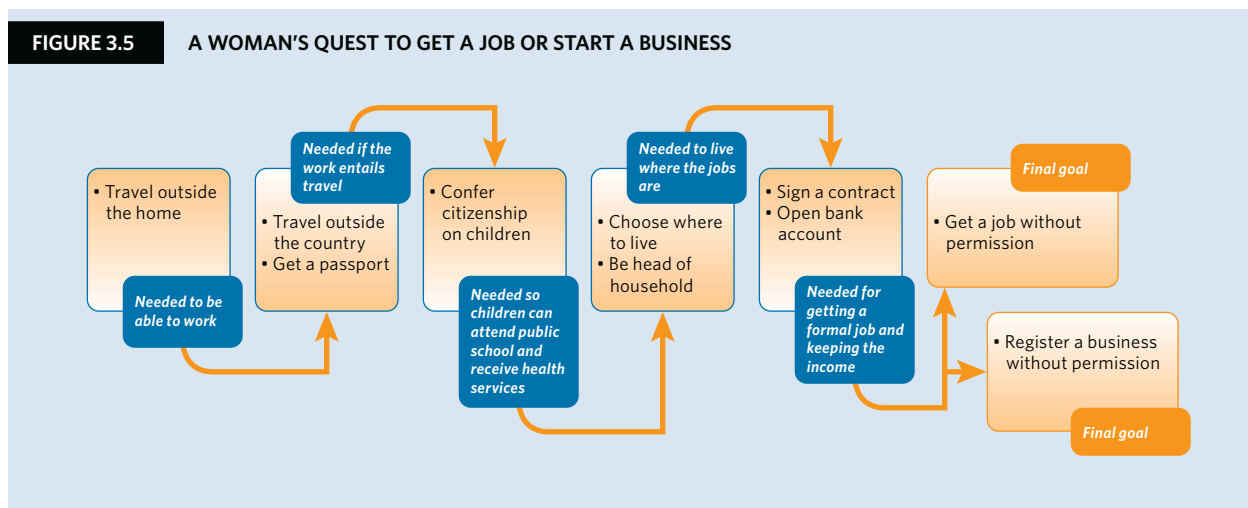 FIGURE 3.5
A WOMAN'S QUEST TO GET A JOB OR START A BUSINESS
• Travel outside
the home
Needed to be
able to work
Needed if the
work entails
travel
• Travel outside
the country
• Get a passport
• Confer
citizenship
on children
Needed so
children can
attend public
school and
receive health
services
Needed to live
where the jobs
are
• Choose where
to live
• Be head of
household
• Sign a contract
• Open bank
account
Needed for
getting a
formal job and
keeping the
income
Final goal
• Get a job without
permission
• Register a business
without permission
Final goal